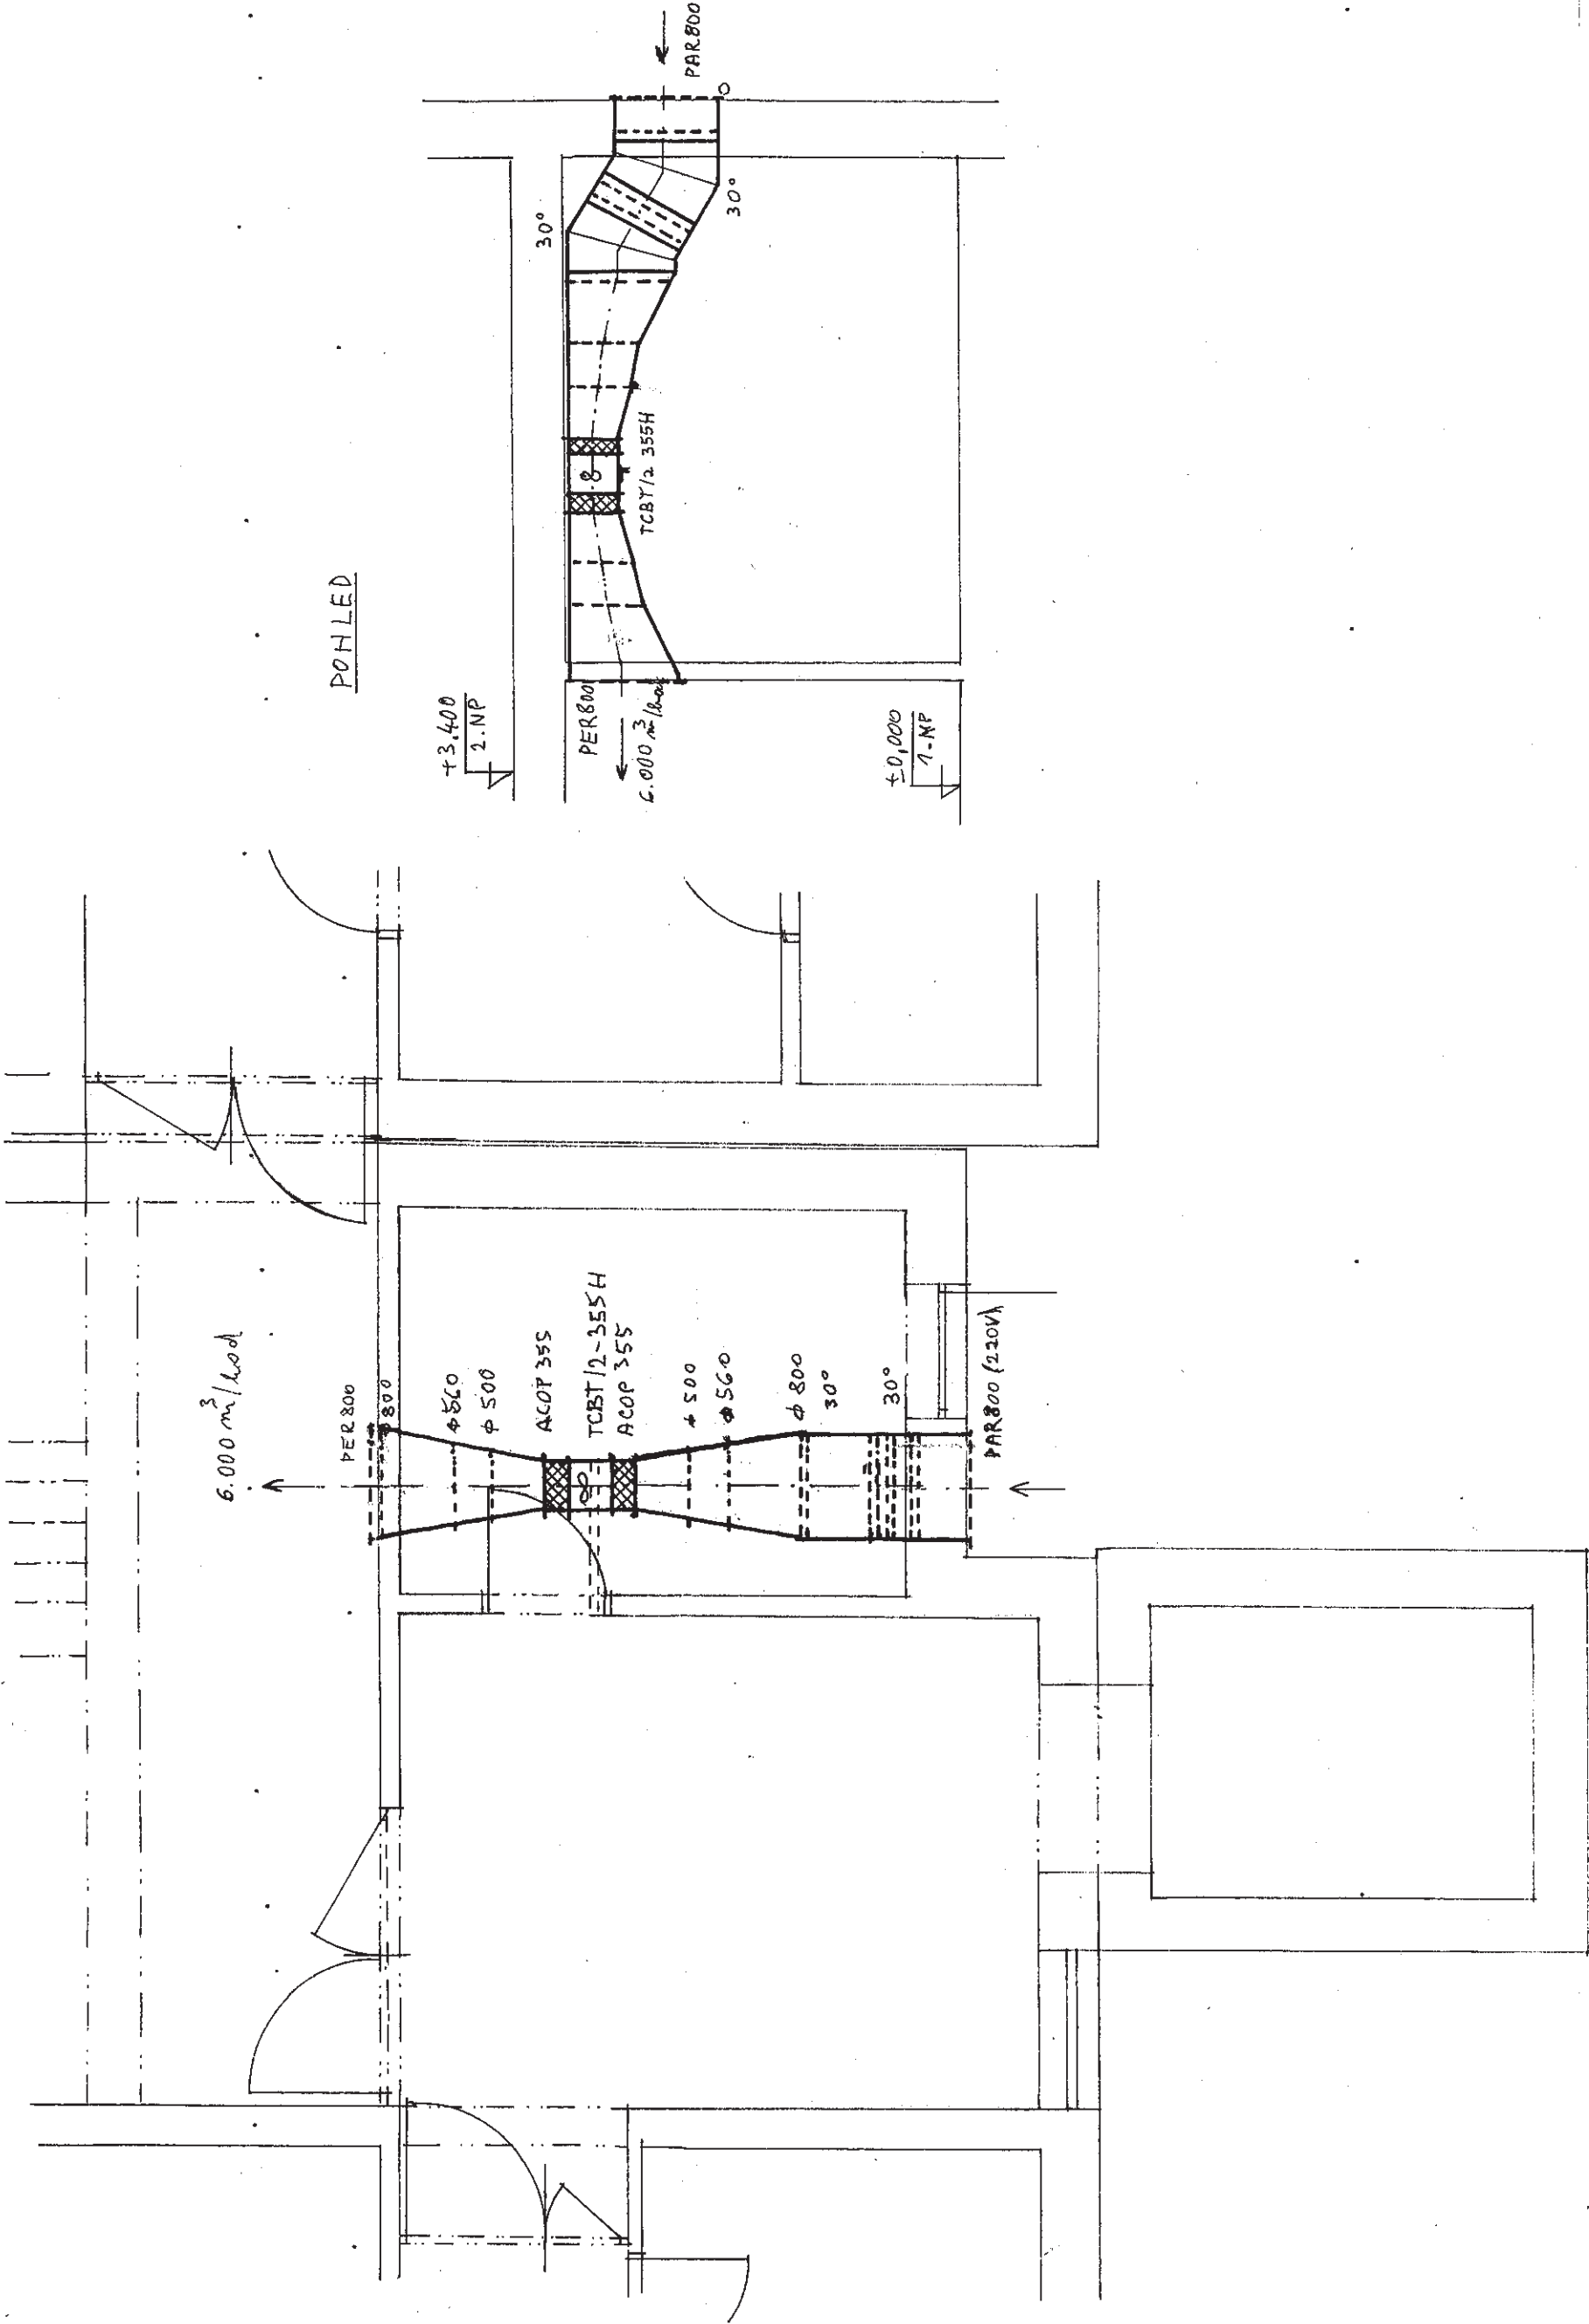 POHLED
+3.400
2.NP
PER800
6.000 m³/hod
TCBT/2 355H
30°
30°
PAR800
±0,000
1.NP
6.000 m³/hod
PER800
ϕ800
ϕ560
ϕ500
ACOP 355
TCBT/2-355H
ACOP 355
ϕ500
ϕ560
ϕ800
30°
30°
PAR800 (220V)